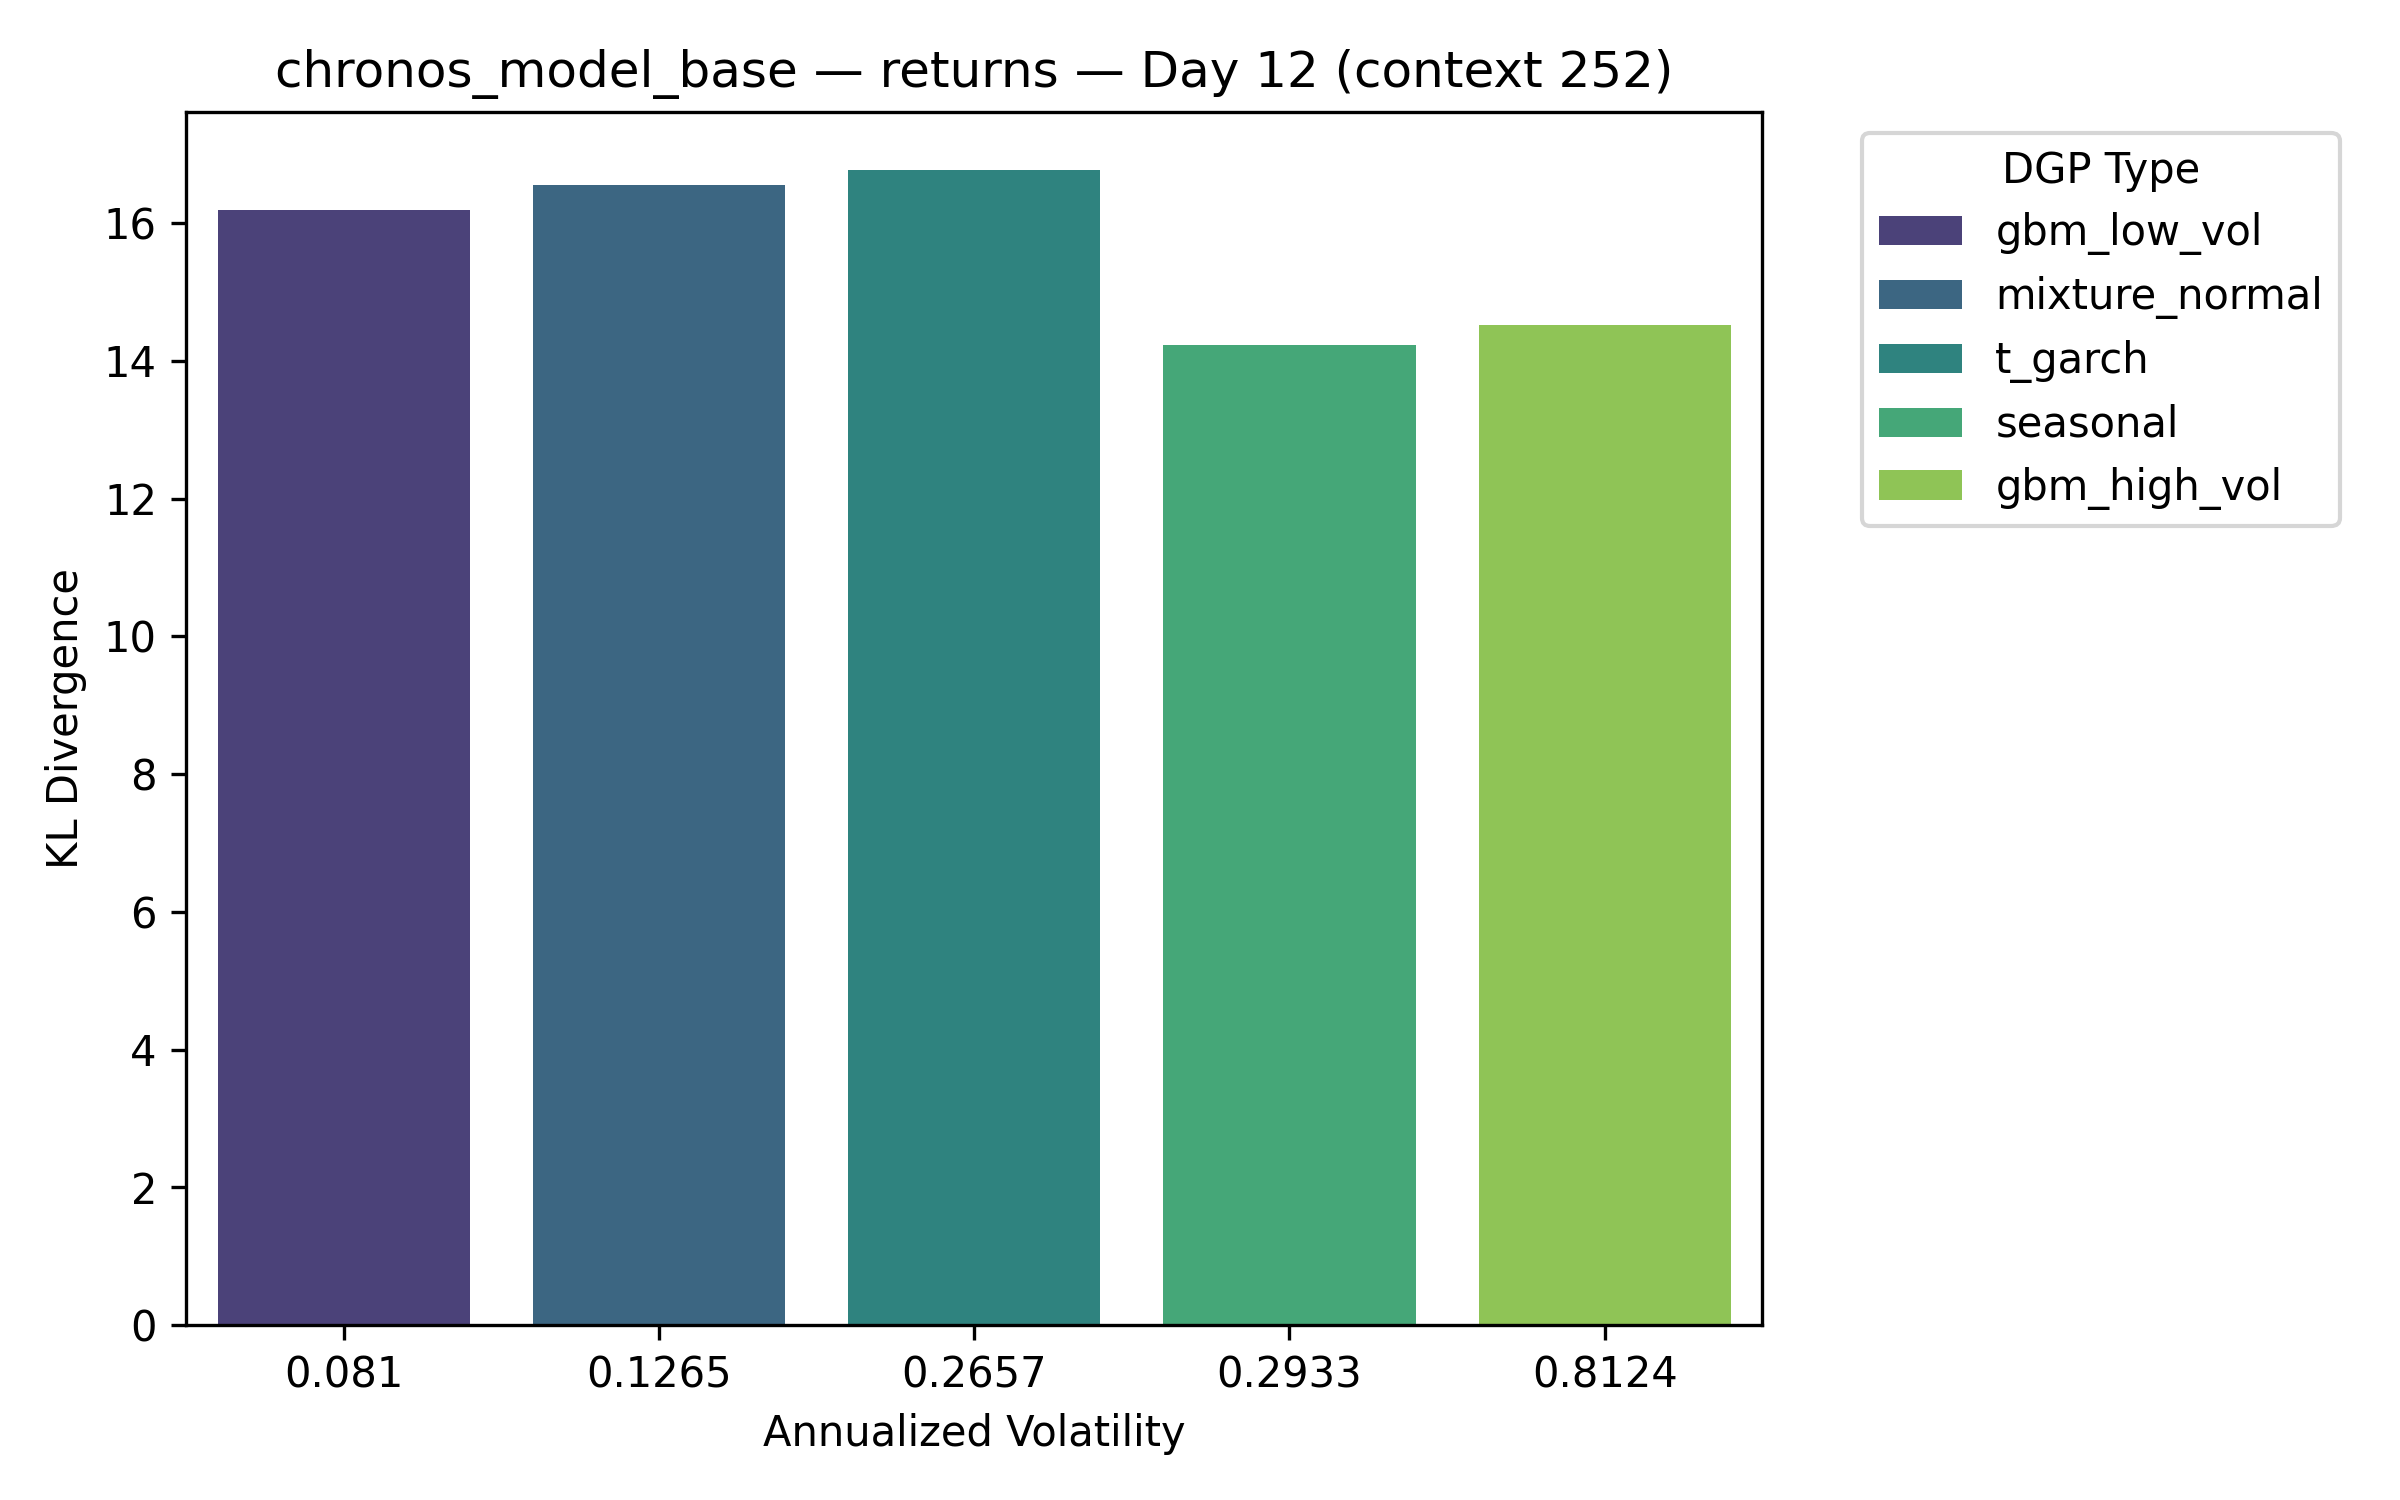 chronos_model_base — returns — Day 12 (context 252)
KL Divergence
16
14
12
10
8
6
4
2
0
0.081
0.1265
0.2657
0.2933
0.8124
Annualized Volatility
DGP Type
gbm_low_vol
mixture_normal
t_garch
seasonal
gbm_high_vol